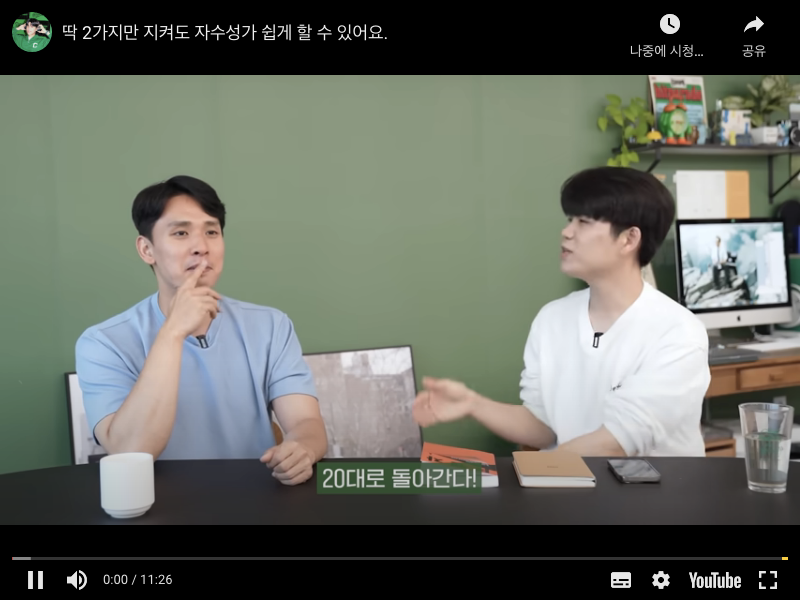 딱 2가지만 지켜도 자수성가 쉽게 할 수 있어요.
나중에 시청...
공유
20대로 돌아간다!
0:00 / 11:26
YouTube